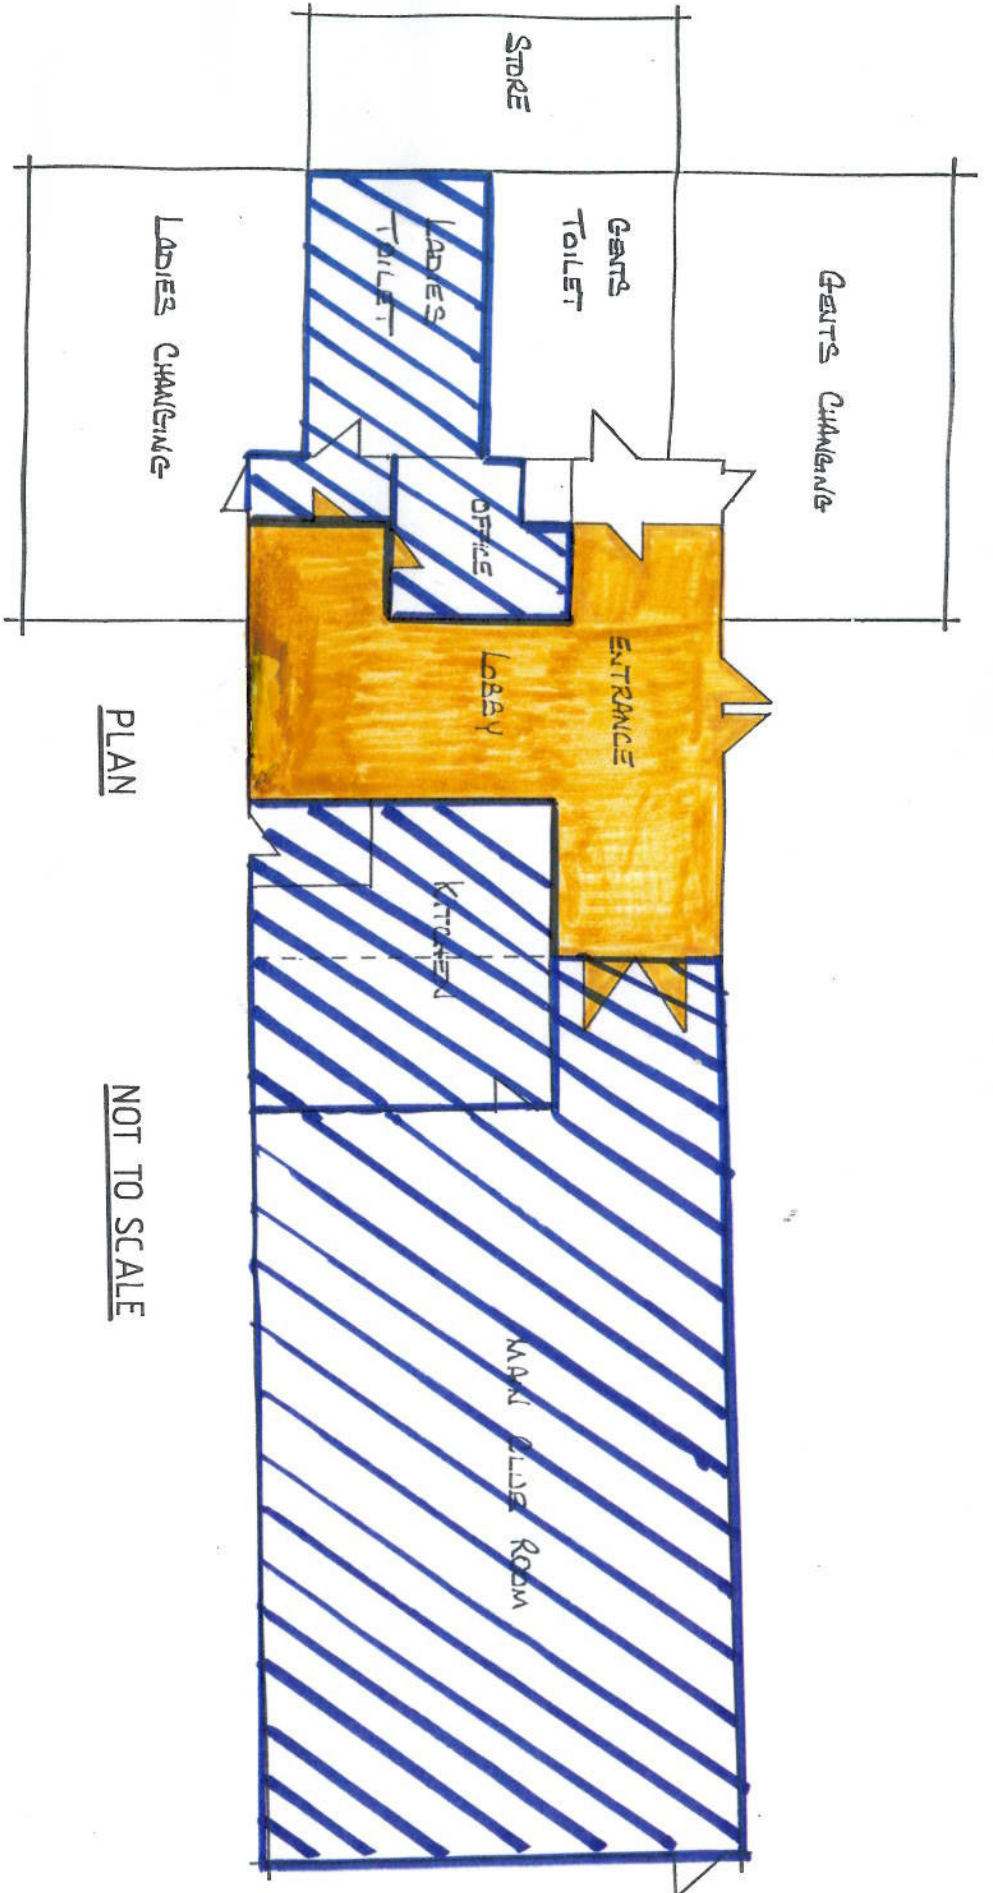 STORE
GENTS CHANGING
GENTS
TOILET
LADIES
TOILET
LADIES CHANGING
OFFICE
ENTRANCE
LOBBY
KITCHEN
MAIN CLUB ROOM
PLAN
NOT TO SCALE